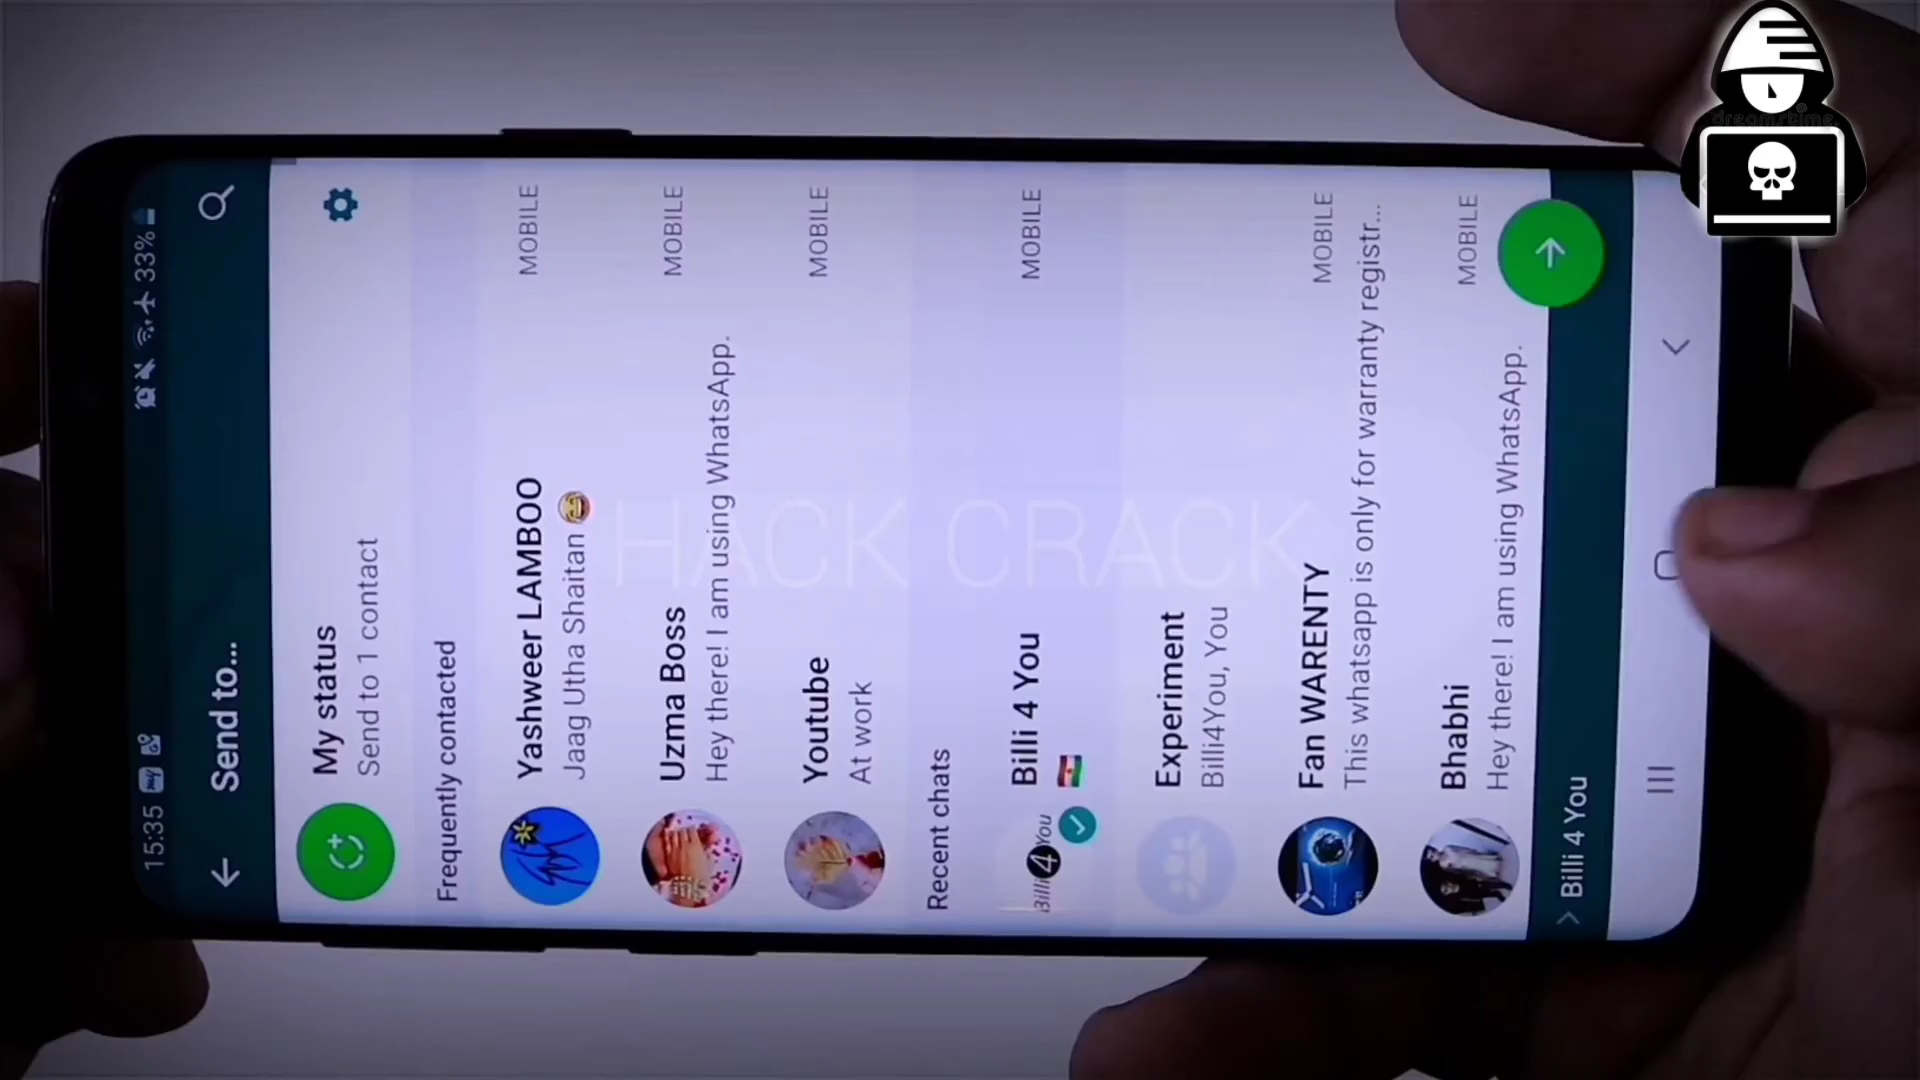 15:35
33%
Send to...
My status
Send to 1 contact
Frequently contacted
Yashweer LAMBOO
MOBILE
Jaag Utha Shaitan 😂
Uzma Boss
MOBILE
Hey there! I am using WhatsApp.
Youtube
MOBILE
At work
Recent chats
Billi 4 You
MOBILE
🇮🇳
Billi4You
Experiment
Billi4You, You
Fan WARENTY
MOBILE
This whatsapp is only for warranty registr...
Bhabhi
MOBILE
Hey there! I am using WhatsApp.
> Billi 4 You
HACK CRACK
dreamstime